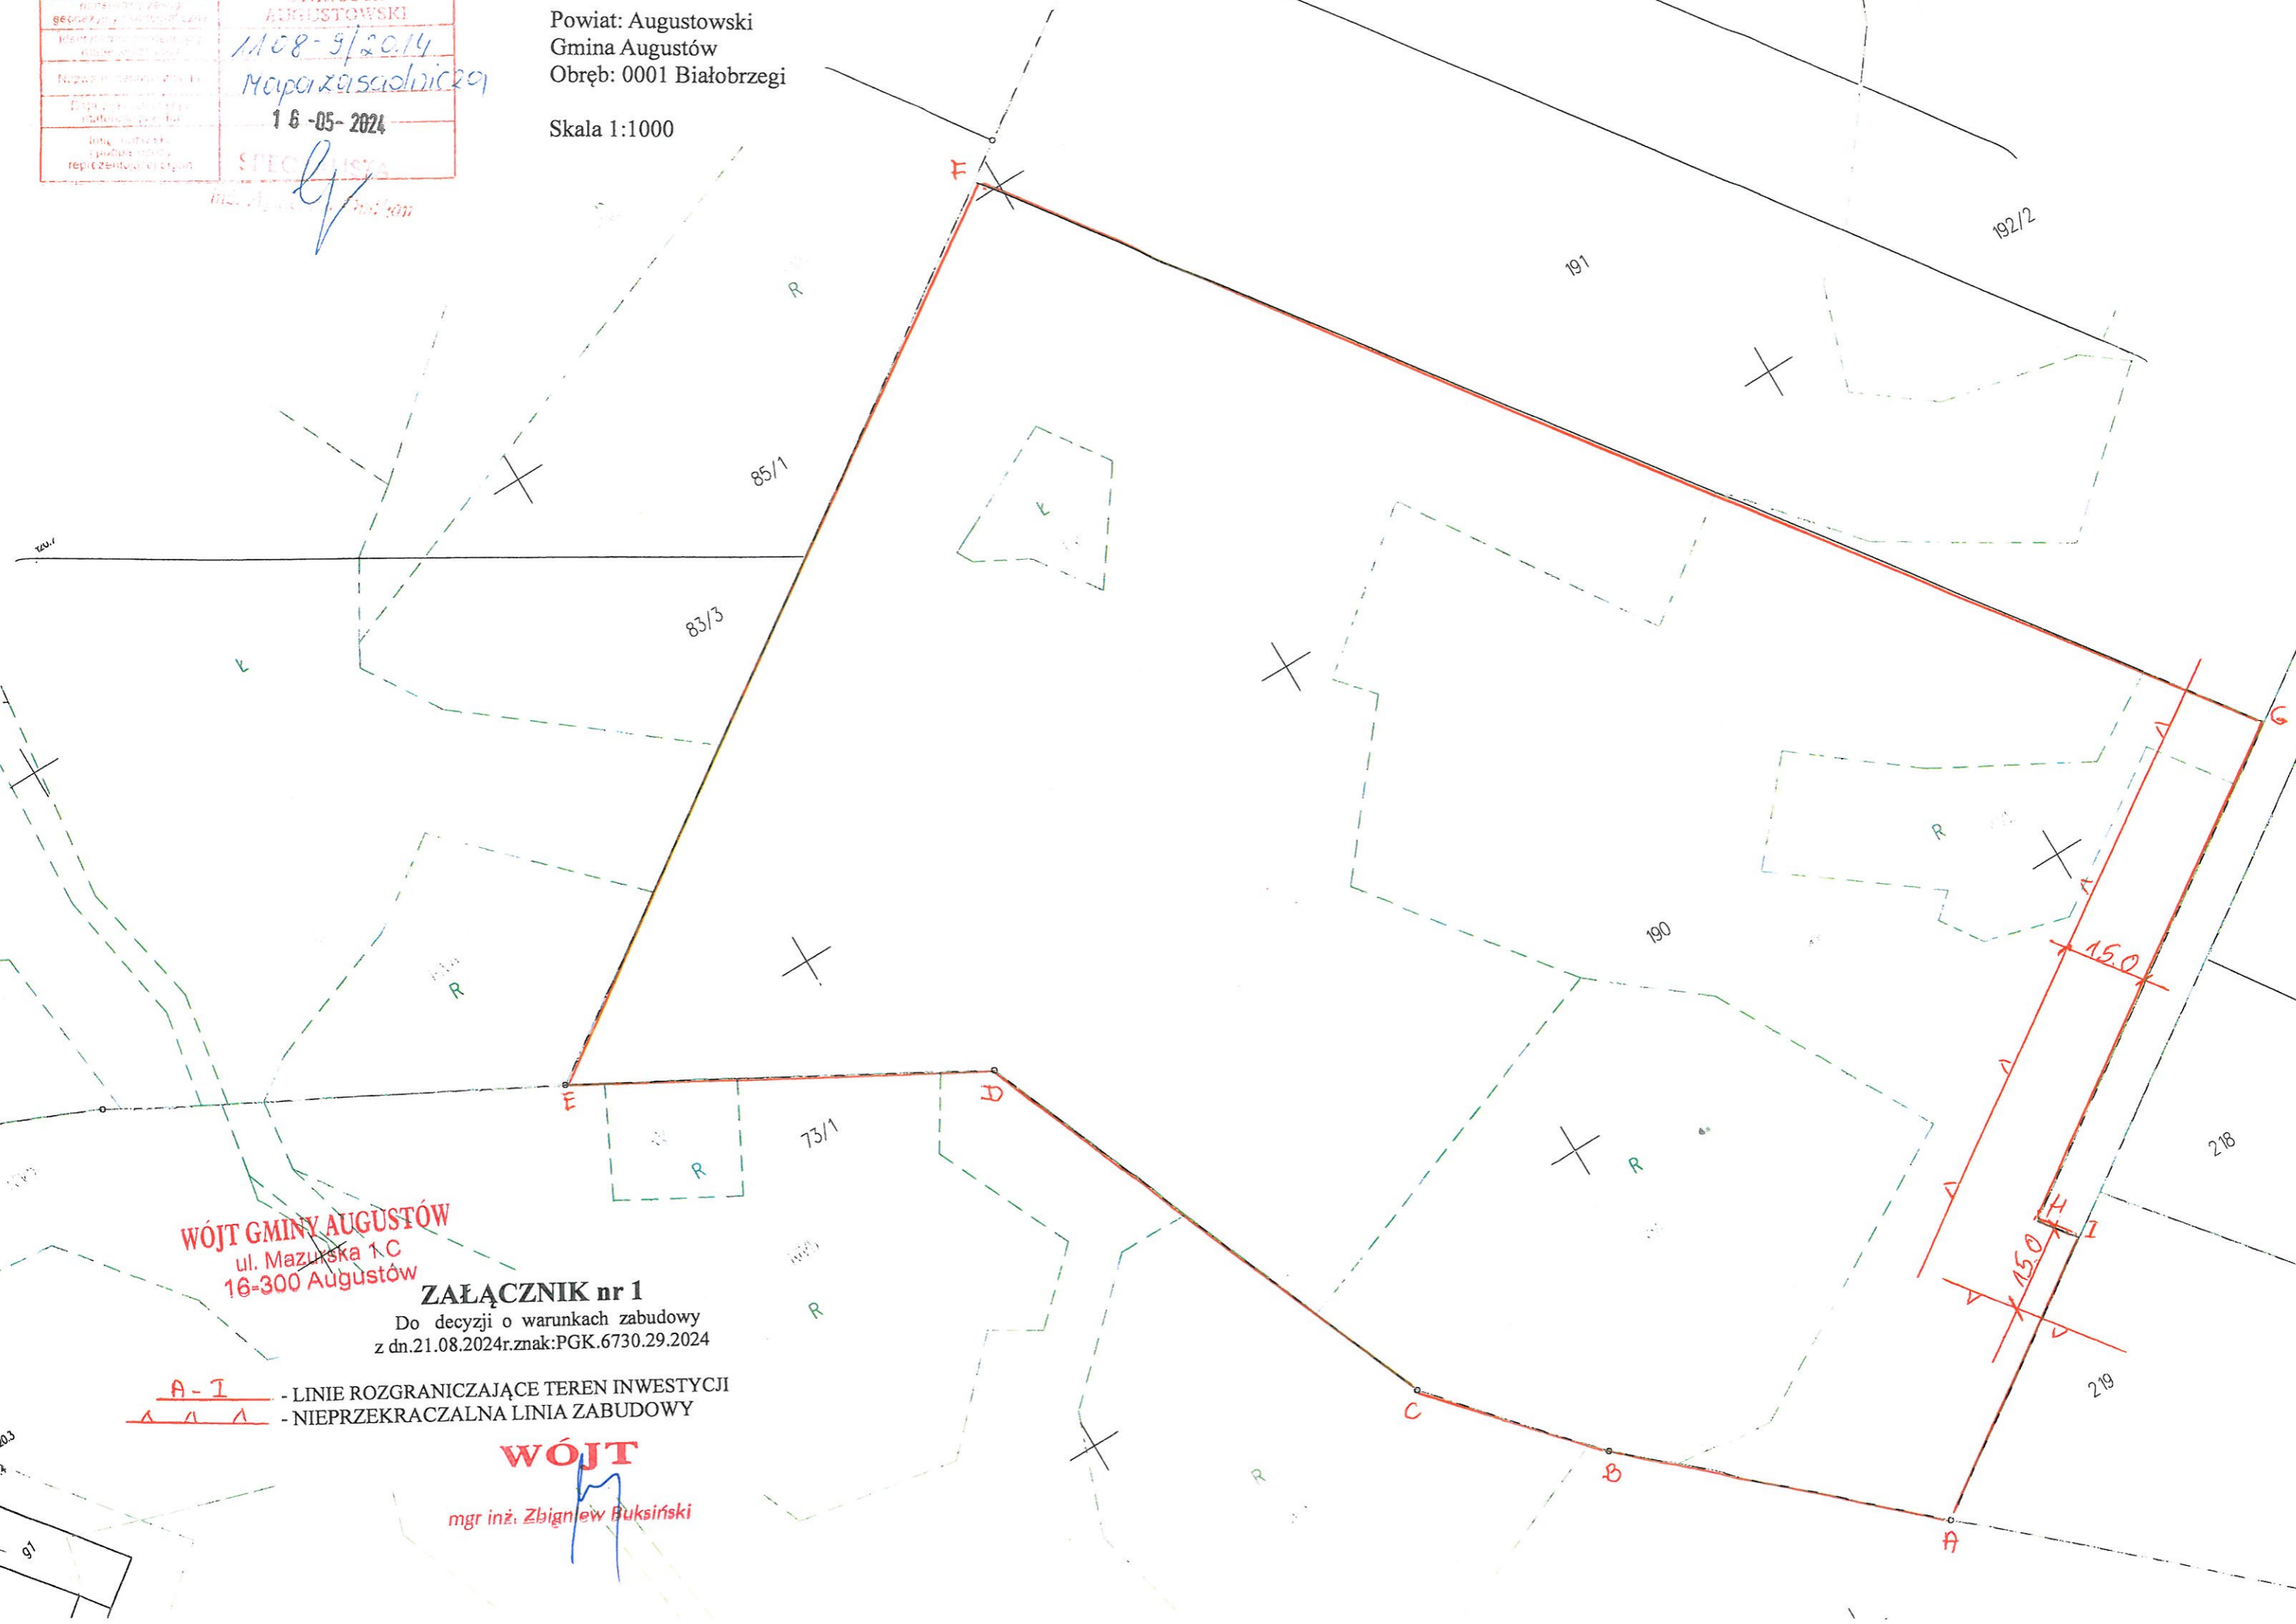 AUGUSTOWSKI
1108-9/2014
Mapa zasadnicza
16-05-2024
Powiat: Augustowski
Gmina Augustów
Obręb: 0001 Białobrzegi
Skala 1:1000
F
R
191
192/2
85/1
Ł
83/3
Ł
G
R
190
15.0
R
E
D
73/1
R
R
218
H
I
15.0
WÓJT GMINY AUGUSTÓW
ul. Mazurska 1 C
16-300 Augustów
ZAŁĄCZNIK nr 1
Do decyzji o warunkach zabudowy
z dn.21.08.2024r.znak:PGK.6730.29.2024
R
A-I - LINIE ROZGRANICZAJĄCE TEREN INWESTYCJI
- NIEPRZEKRACZALNA LINIA ZABUDOWY
219
C
WÓJT
B
R
mgr inż. Zbigniew Buksiński
A
91